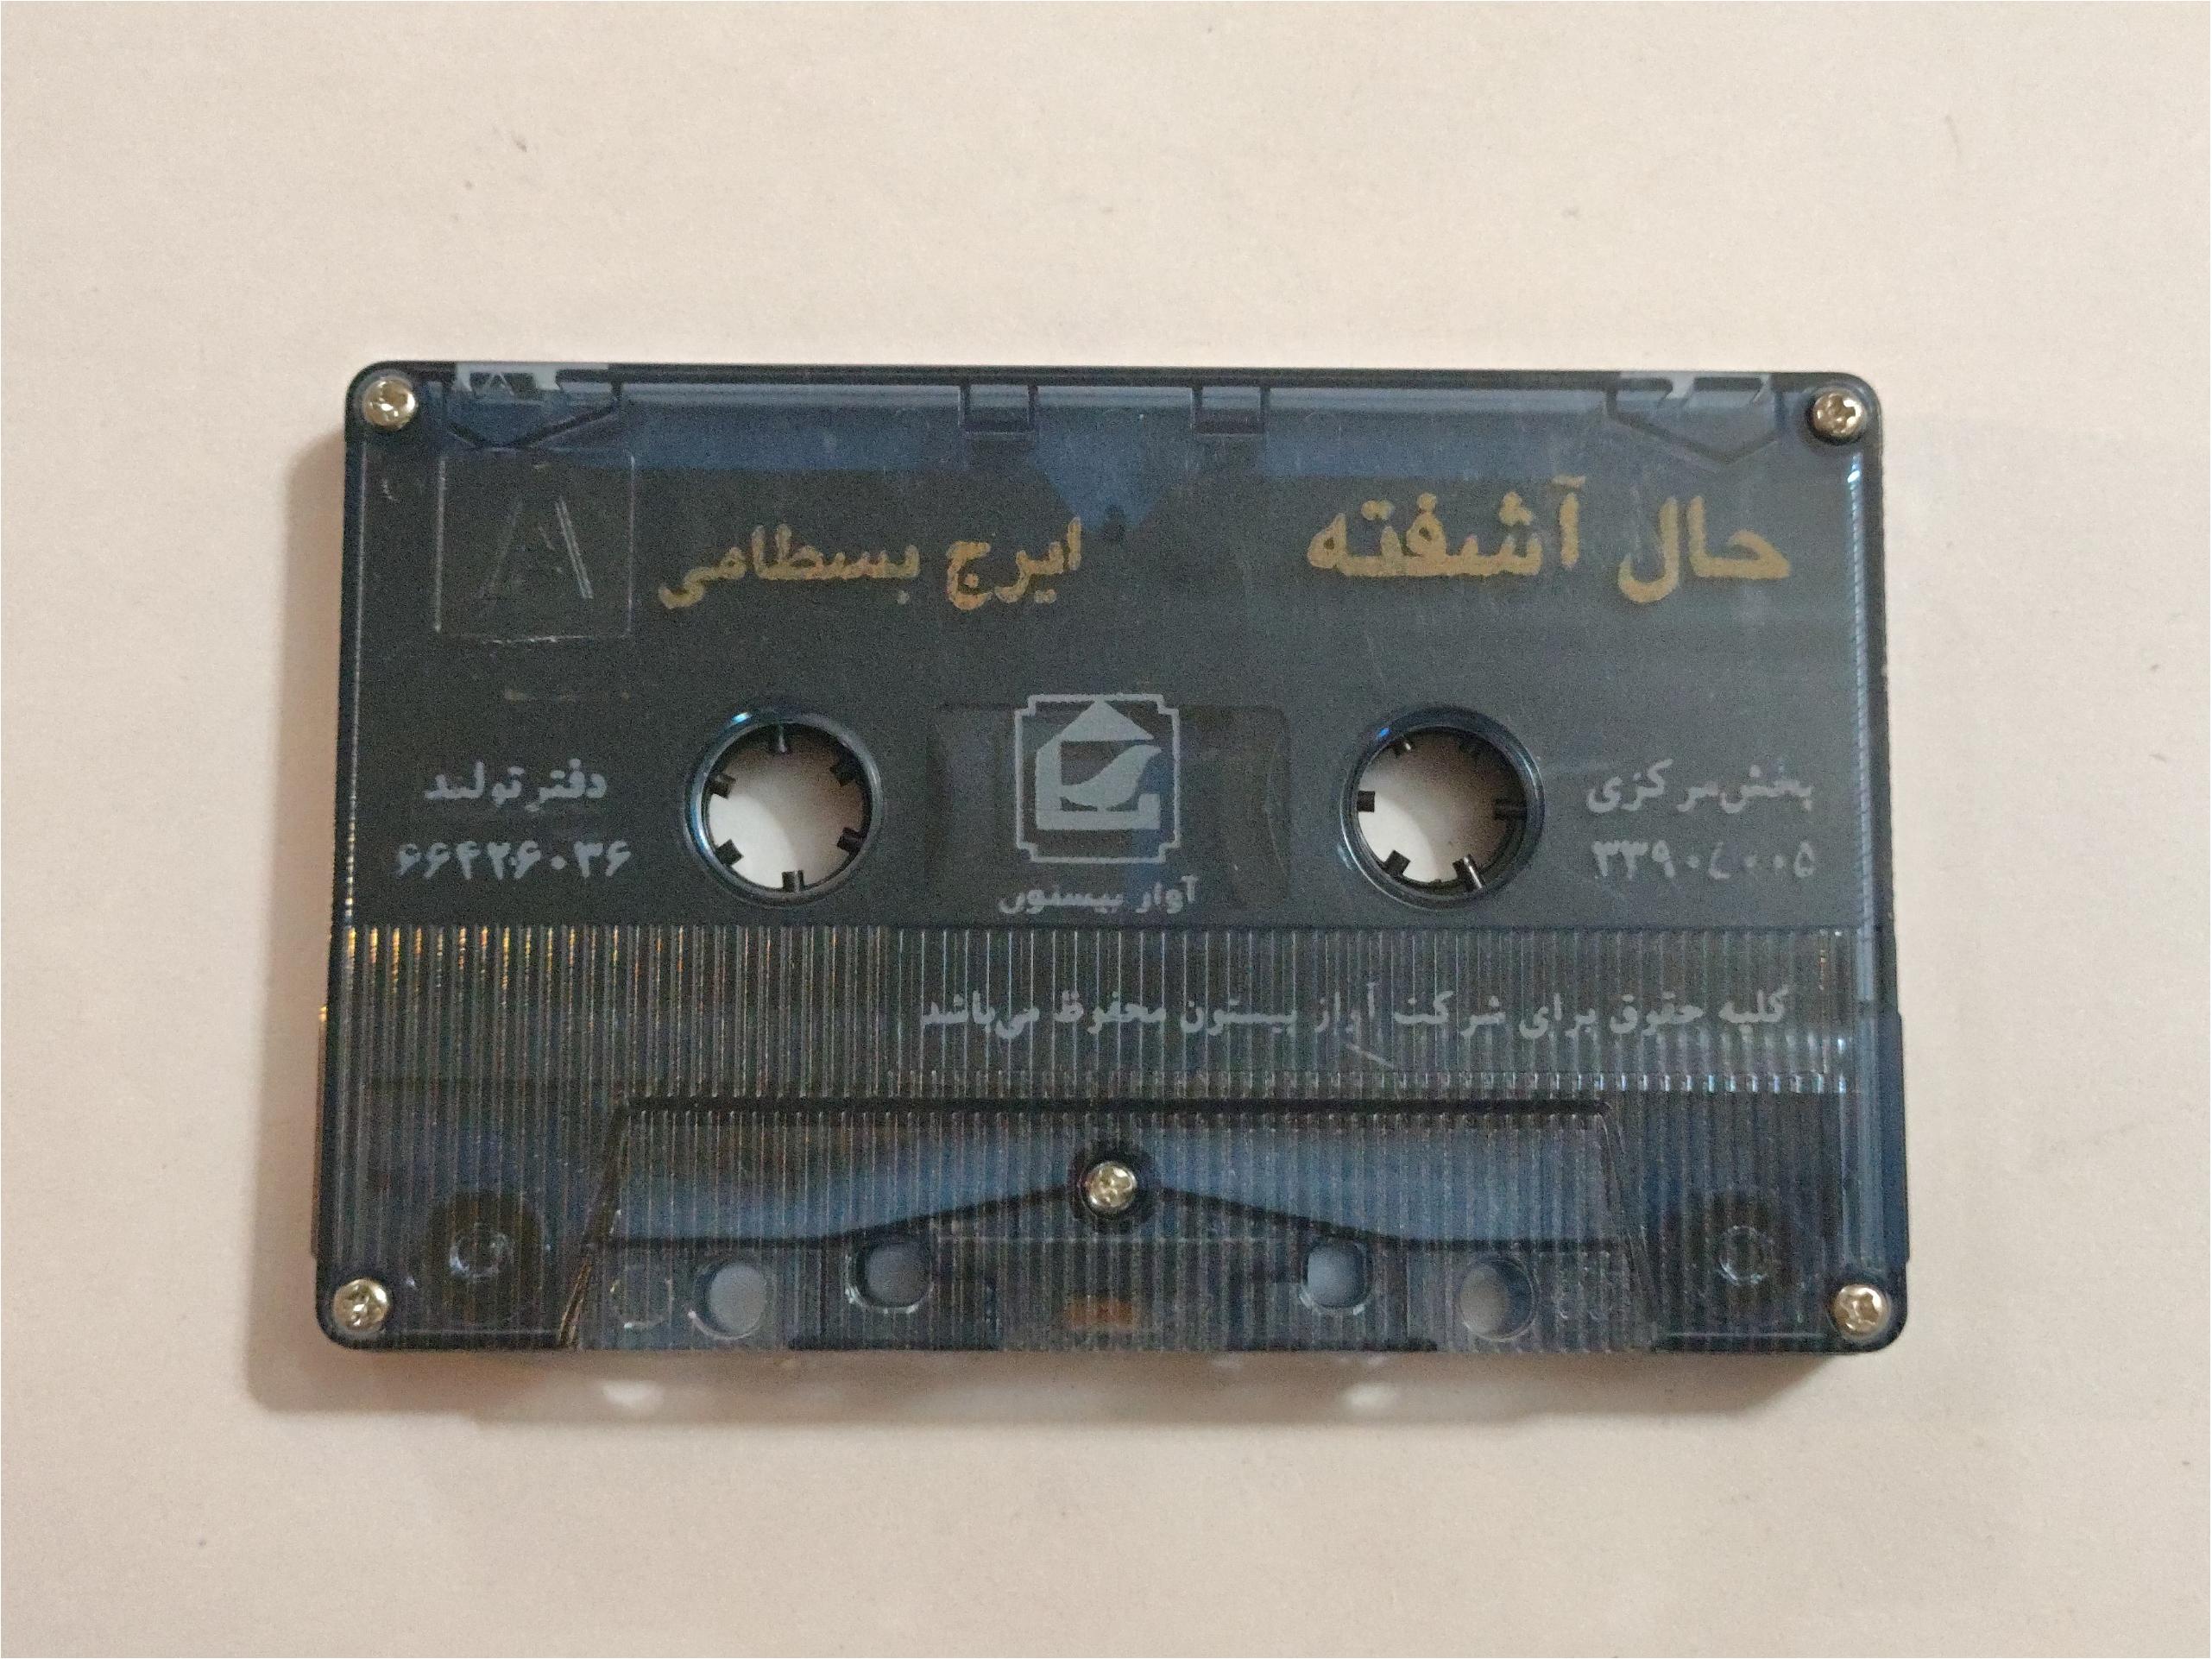 حال آشفته
ایرج بسطامی
A
پخش مرکزی
دفتر تولید
۶۶۴۲۶۰۳۶
آواز بیستون
کلیه حقوق برای شرکت آواز بیستون محفوظ می‌باشد